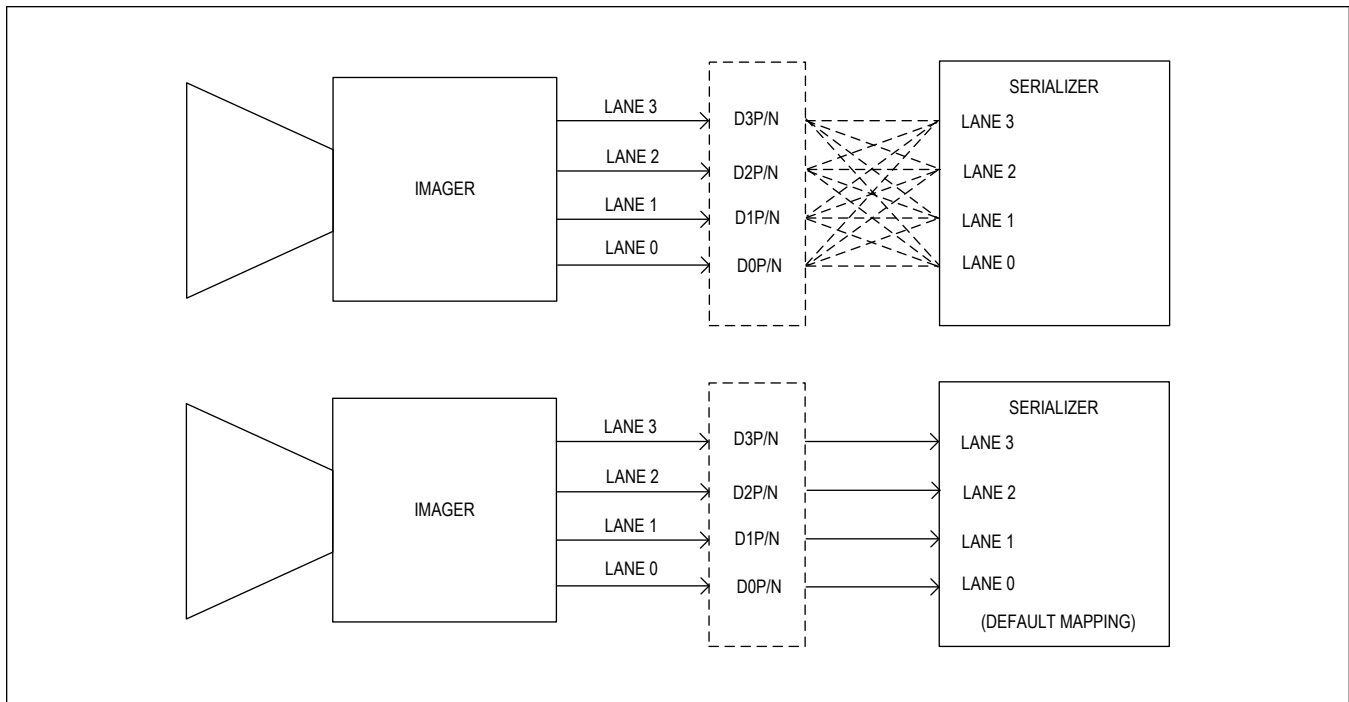 SERIALIZER
LANE 3
D3P/N
LANE 3
LANE 2
D2P/N
LANE 2
IMAGER
LANE 1
D1P/N
LANE 1
LANE 0
D0P/N
LANE 0
SERIALIZER
LANE 3
D3P/N
LANE 3
LANE 2
D2P/N
LANE 2
IMAGER
LANE 1
D1P/N
LANE 1
LANE 0
D0P/N
LANE 0
(DEFAULT MAPPING)